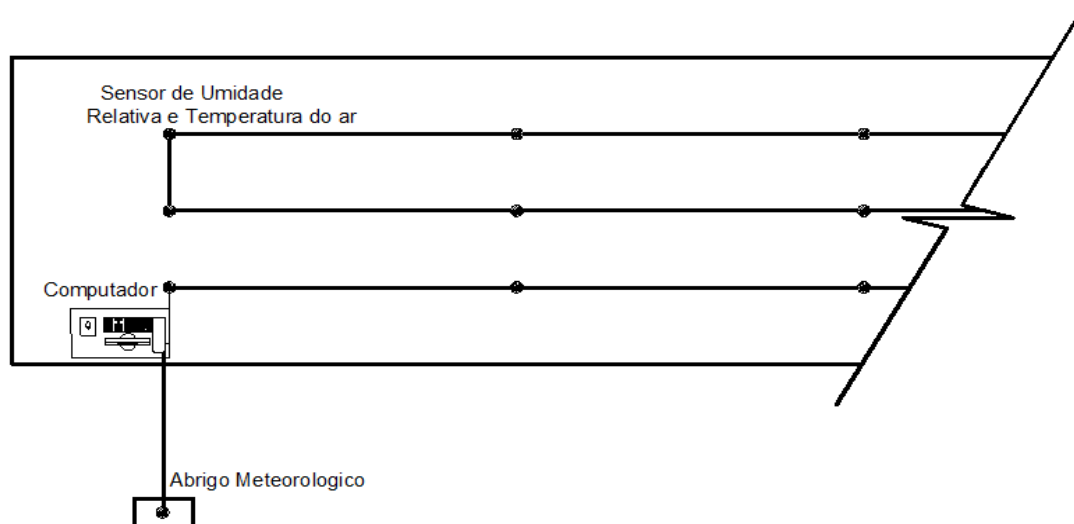 Sensor de Umidade
Relativa e Temperatura do ar
Computador
Abrigo Meteorologico